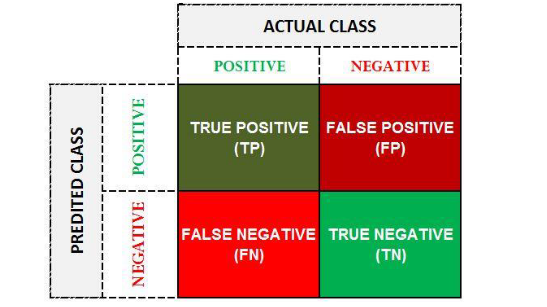 ACTUAL CLASS
POSITIVE
NEGATIVE
PREDITED CLASS
POSITIVE
TRUE POSITIVE
(TP)
FALSE POSITIVE
(FP)
NEGATIVE
FALSE NEGATIVE
(FN)
TRUE NEGATIVE
(TN)